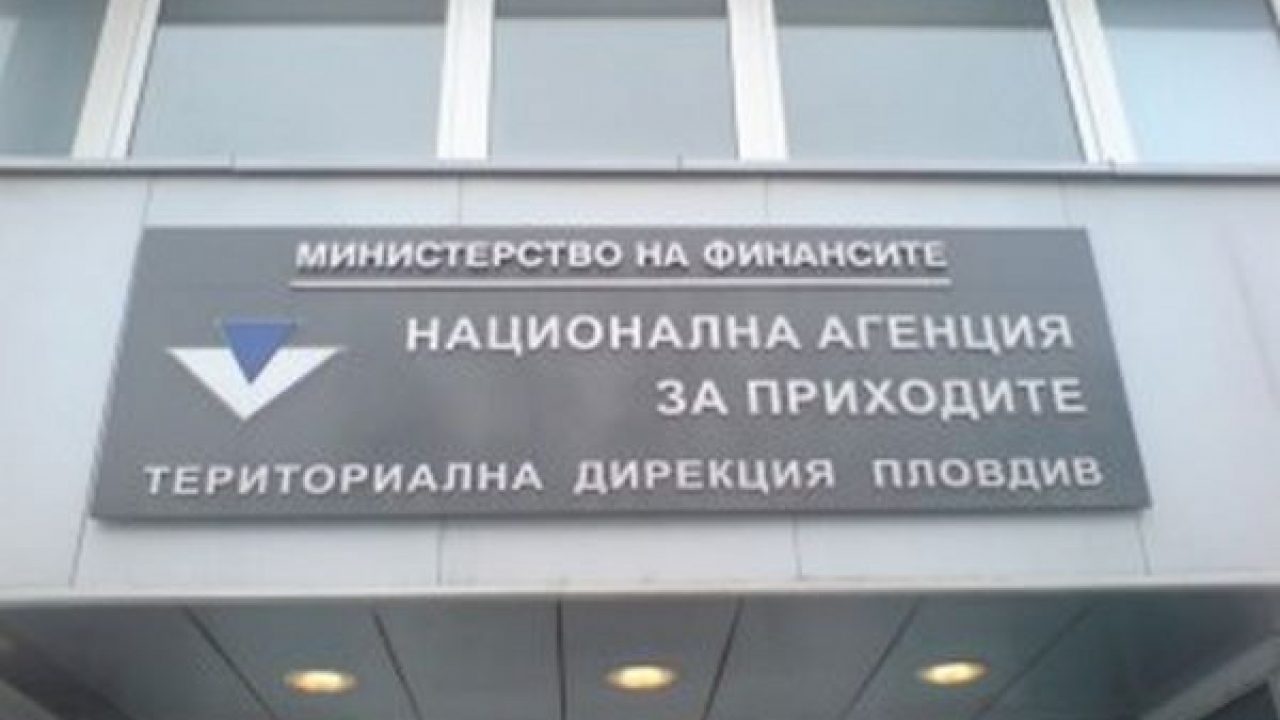 МИНИСТЕРСТВО НА ФИНАНСИТЕ
НАЦИОНАЛНА АГЕНЦИЯ
ЗА ПРИХОДИТЕ
ТЕРИТОРИАЛНА ДИРЕКЦИЯ ПЛОВДИВ